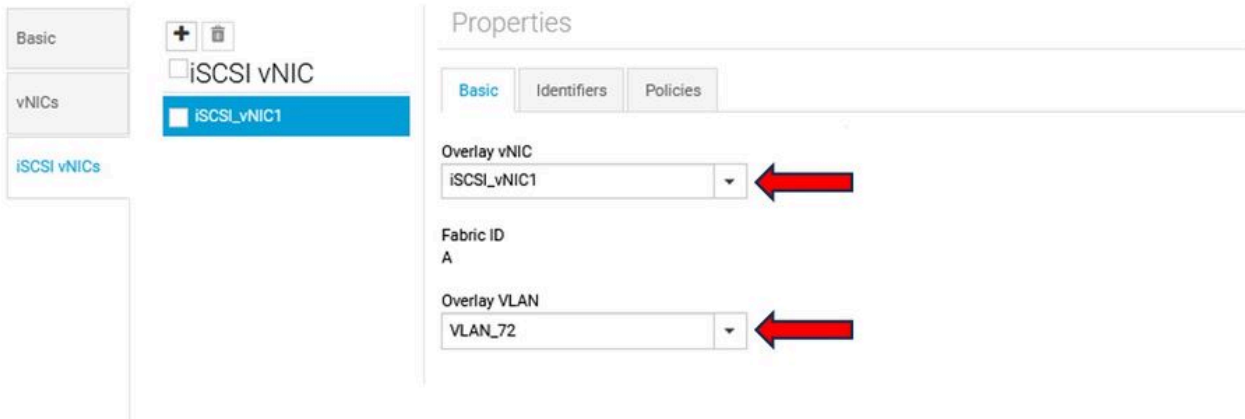 Basic
vNICs
iSCSI vNICs
iSCSI vNIC
iSCSI_vNIC1
Properties
Basic
Identifiers
Policies
Overlay vNIC
iSCSI_vNIC1
Fabric ID
A
Overlay VLAN
VLAN_72